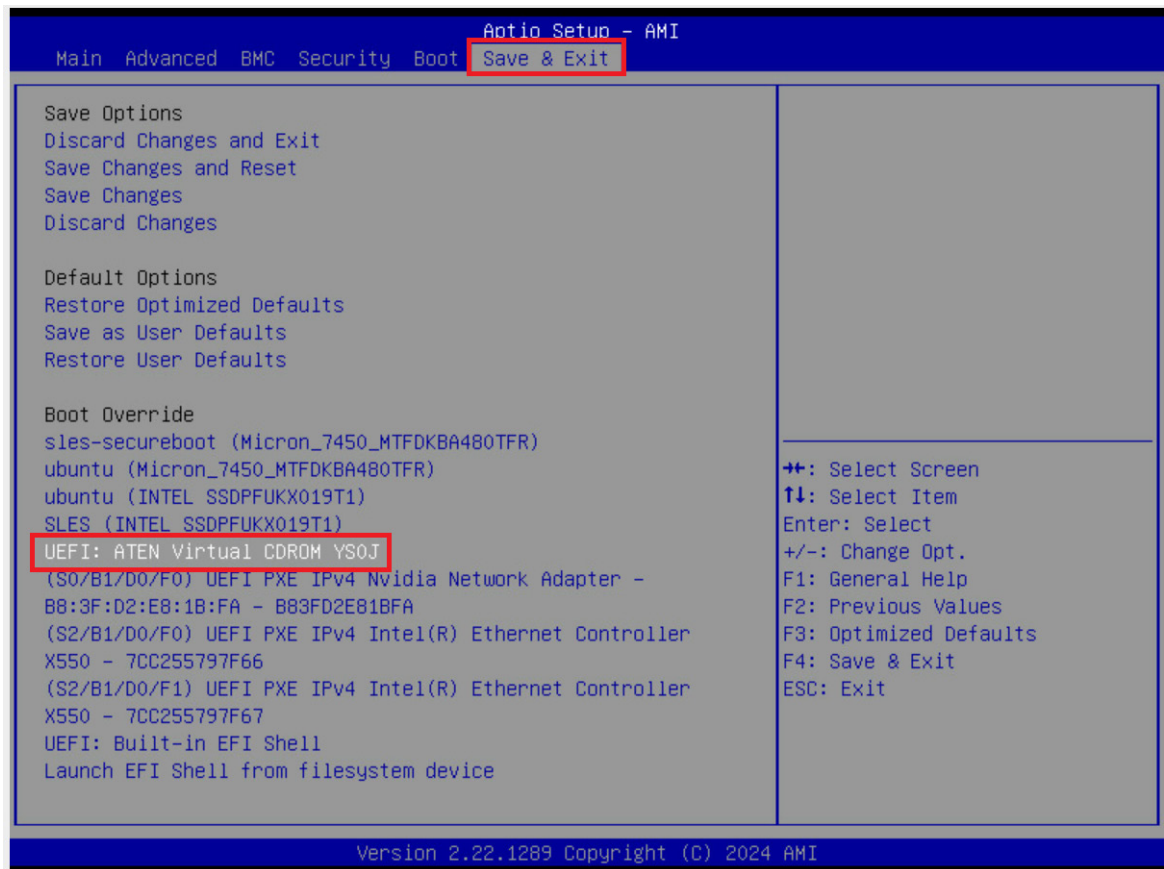 Aptio Setup – AMI
Main Advanced BMC Security Boot Save & Exit
Save Options
Discard Changes and Exit
Save Changes and Reset
Save Changes
Discard Changes
Default Options
Restore Optimized Defaults
Save as User Defaults
Restore User Defaults
Boot Override
sles-secureboot (Micron_7450_MTFDKBA480TFR)
ubuntu (Micron_7450_MTFDKBA480TFR)
ubuntu (INTEL SSDPFUKX019T1)
SLES (INTEL SSDPFUKX019T1)
UEFI: ATEN Virtual CDROM YS0J
(S0/B1/D0/F0) UEFI PXE IPv4 Nvidia Network Adapter –
B8:3F:D2:E8:1B:FA – B83FD2E81BFA
(S2/B1/D0/F0) UEFI PXE IPv4 Intel(R) Ethernet Controller
X550 – 7CC255797F66
(S2/B1/D0/F1) UEFI PXE IPv4 Intel(R) Ethernet Controller
X550 – 7CC255797F67
UEFI: Built-in EFI Shell
Launch EFI Shell from filesystem device
→←: Select Screen
↑↓: Select Item
Enter: Select
+/-: Change Opt.
F1: General Help
F2: Previous Values
F3: Optimized Defaults
F4: Save & Exit
ESC: Exit
Version 2.22.1289 Copyright (C) 2024 AMI